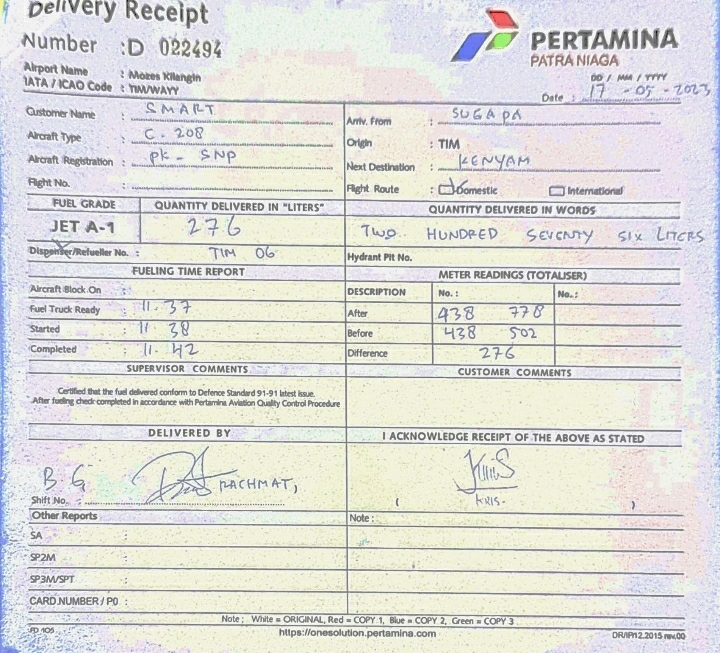 Delivery Receipt
Number : D 022494
PERTAMINA
PATRA NIAGA
Airport Name : Mozes Kilangin
IATA / ICAO Code : TIM/WAYY
DD / MM / YYYY
Date : 17 - 05 - 2023
Customer Name : SMART
Arriv. From : SUGAPA
Aircraft Type : C. 208
Origin : TIM
Aircraft Registration : PK - SNP
Next Destination : KENYAM
Flight No. :
Flight Route : Domestic International
FUEL GRADE QUANTITY DELIVERED IN "LITERS" QUANTITY DELIVERED IN WORDS
JET A-1 276 TWO HUNDRED SEVENTY SIX LITERS
Dispenser/Refueller No. : TIM 06 Hydrant Pit No.
FUELING TIME REPORT METER READINGS (TOTALISER)
Aircraft Block On :
DESCRIPTION No. : No.:
Fuel Truck Ready : 11. 37
After 438 778
Started : 11 38
Before 438 502
Completed : 11. 42
Difference 276
SUPERVISOR COMMENTS CUSTOMER COMMENTS
Certified that the fuel delivered conform to Defence Standard 91-91 latest issue.
After fueling check completed in accordance with Pertamina Aviation Quality Control Procedure
DELIVERED BY I ACKNOWLEDGE RECEIPT OF THE ABOVE AS STATED
B G RACHMAT,
Shift No. ( KRIS. )
Other Reports Note :
SA :
SP2M :
SP3M/SPT :
CARD NUMBER / PO :
Note ; White = ORIGINAL, Red = COPY 1, Blue = COPY 2, Green = COPY 3
FD 105 https://onesolution.pertamina.com DR/IP12.2015 rev.00